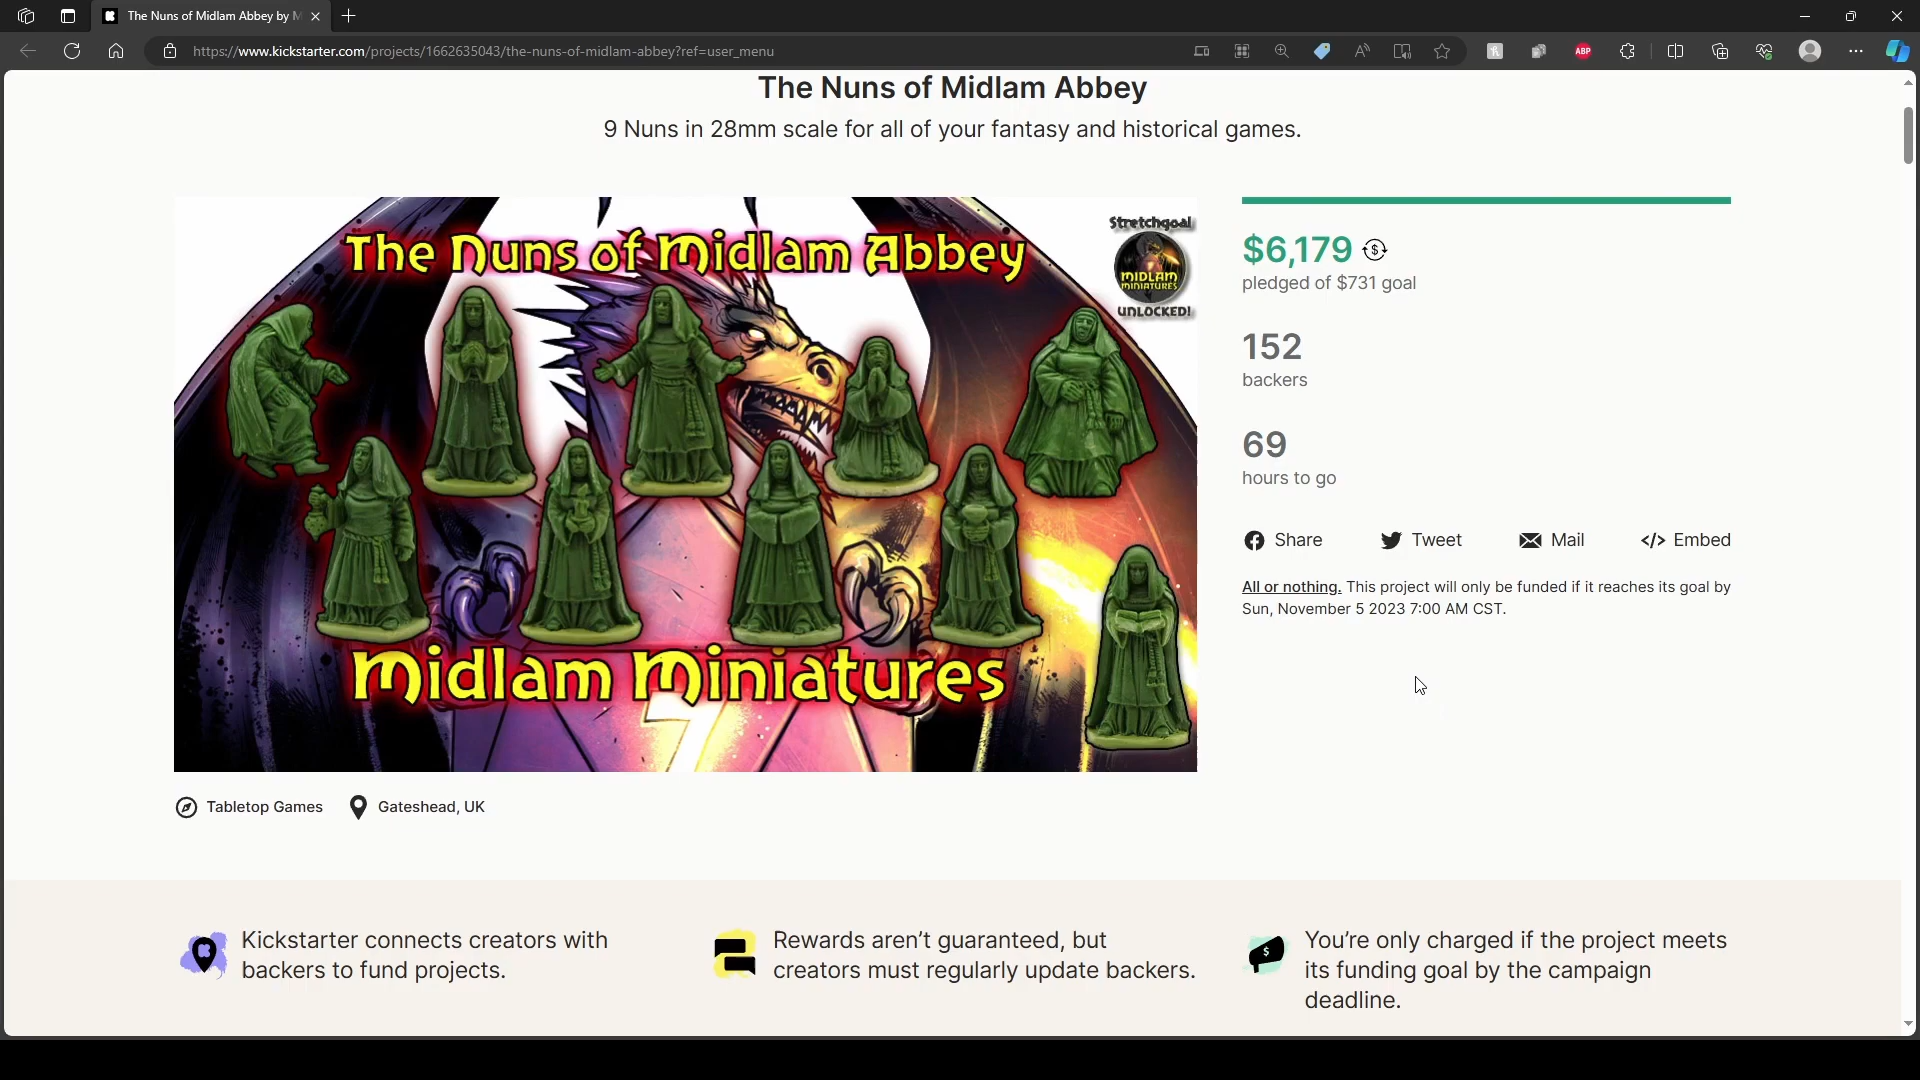 The Nuns of Midlam Abbey by M
https://www.kickstarter.com/projects/1662635043/the-nuns-of-midlam-abbey?ref=user_menu
ABP
The Nuns of Midlam Abbey
9 Nuns in 28mm scale for all of your fantasy and historical games.
The Nuns of Midlam Abbey
Stretchgoal
MIDLAM
MINIATURES
UNLOCKED!
Midlam Miniatures
$6,179
pledged of $731 goal
152
backers
69
hours to go
Share Tweet Mail </> Embed
All or nothing. This project will only be funded if it reaches its goal by
Sun, November 5 2023 7:00 AM CST.
Tabletop Games Gateshead, UK
Kickstarter connects creators with
backers to fund projects.
Rewards aren’t guaranteed, but
creators must regularly update backers.
You’re only charged if the project meets
its funding goal by the campaign
deadline.